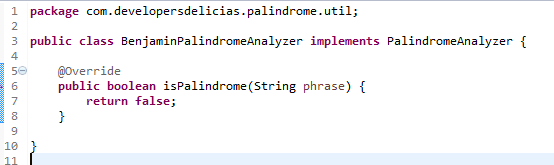 1 package com.developersdelicias.palindrome.util;
2
3 public class BenjaminPalindromeAnalyzer implements PalindromeAnalyzer {
4
5     @Override
6     public boolean isPalindrome(String phrase) {
7         return false;
8     }
9
10 }
11